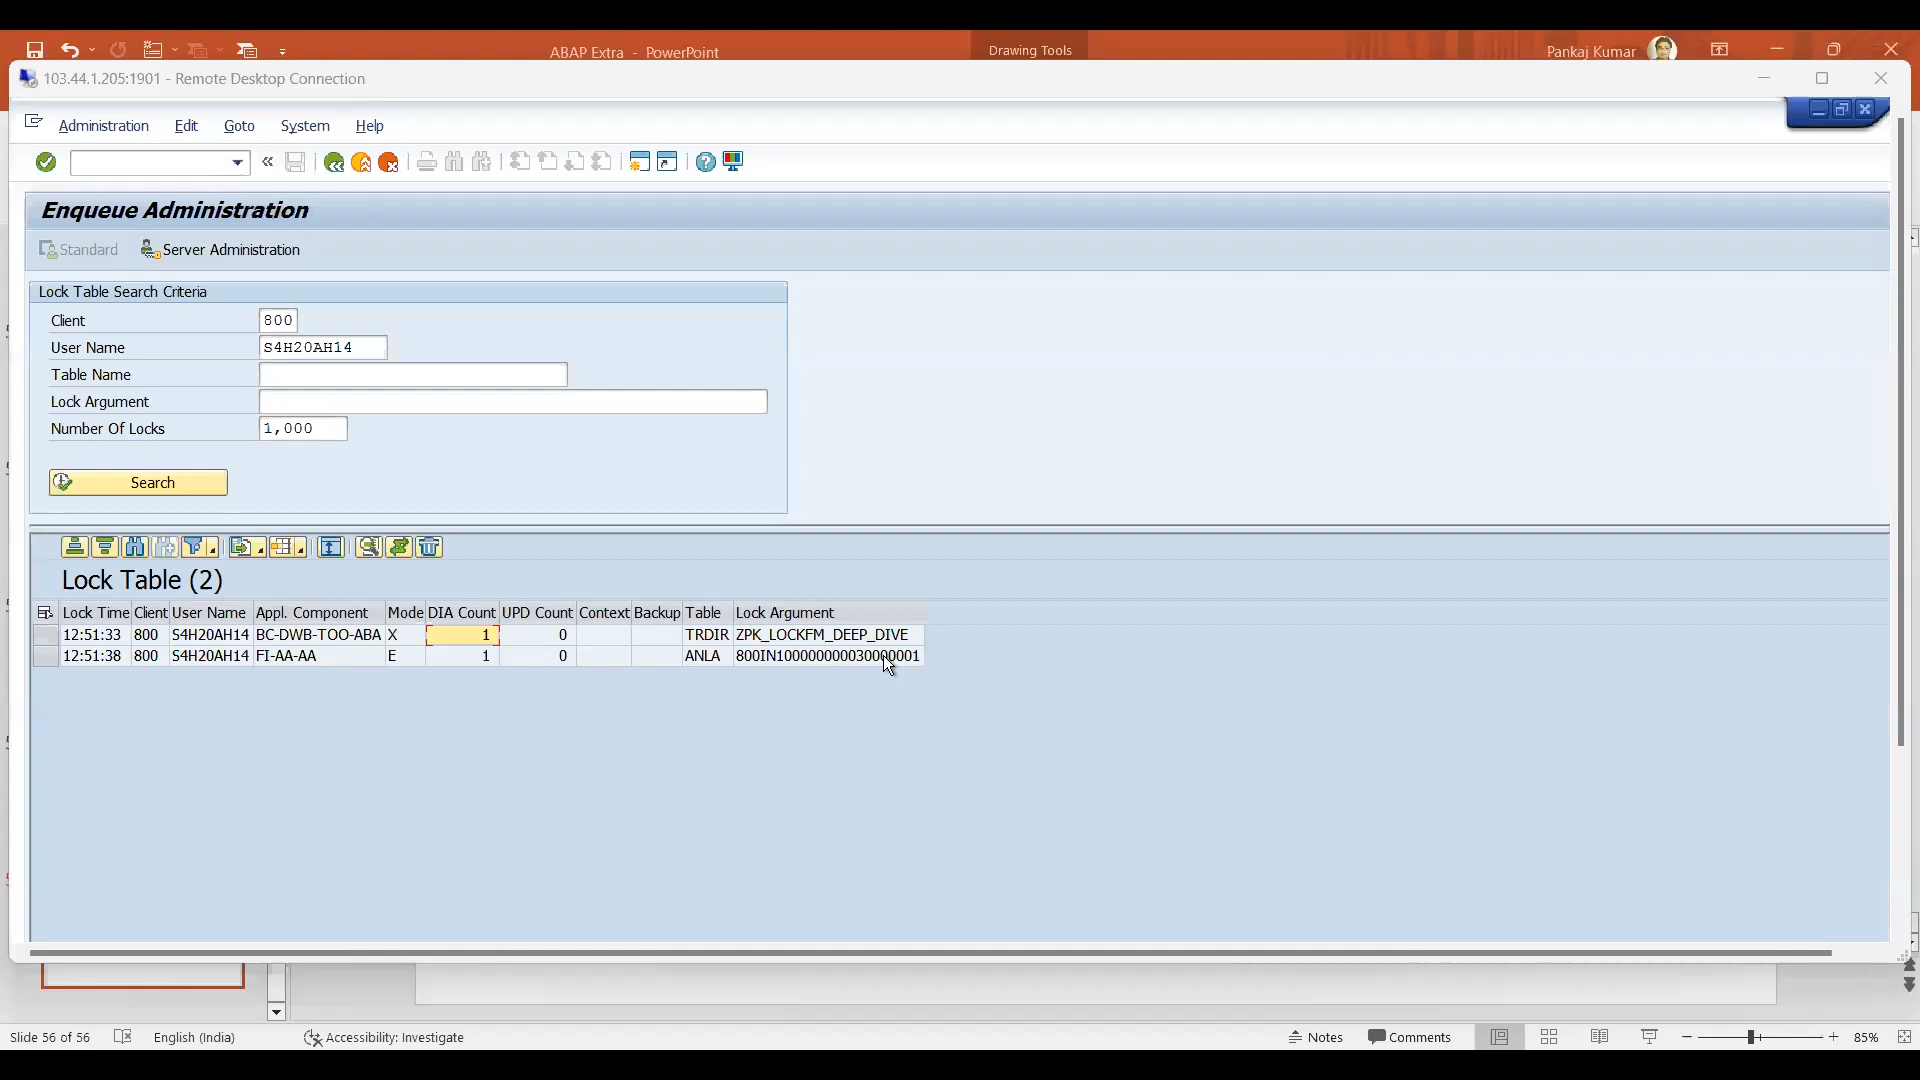 ABAP Extra - PowerPoint
Drawing Tools
Pankaj Kumar
103.44.1.205:1901 - Remote Desktop Connection
Administration Edit Goto System Help
Enqueue Administration
Standard Server Administration
Lock Table Search Criteria
Client 800
User Name S4H20AH14
Table Name
Lock Argument
Number Of Locks 1,000
Search
Lock Table (2)
Lock Time Client User Name Appl. Component Mode DIA Count UPD Count Context Backup Table Lock Argument
12:51:33 800 S4H20AH14 BC-DWB-TOO-ABA X 1 0 TRDIR ZPK_LOCKFM_DEEP_DIVE
12:51:38 800 S4H20AH14 FI-AA-AA E 1 0 ANLA
Slide 56 of 56 English (India) Accessibility: Investigate Notes Comments 85%